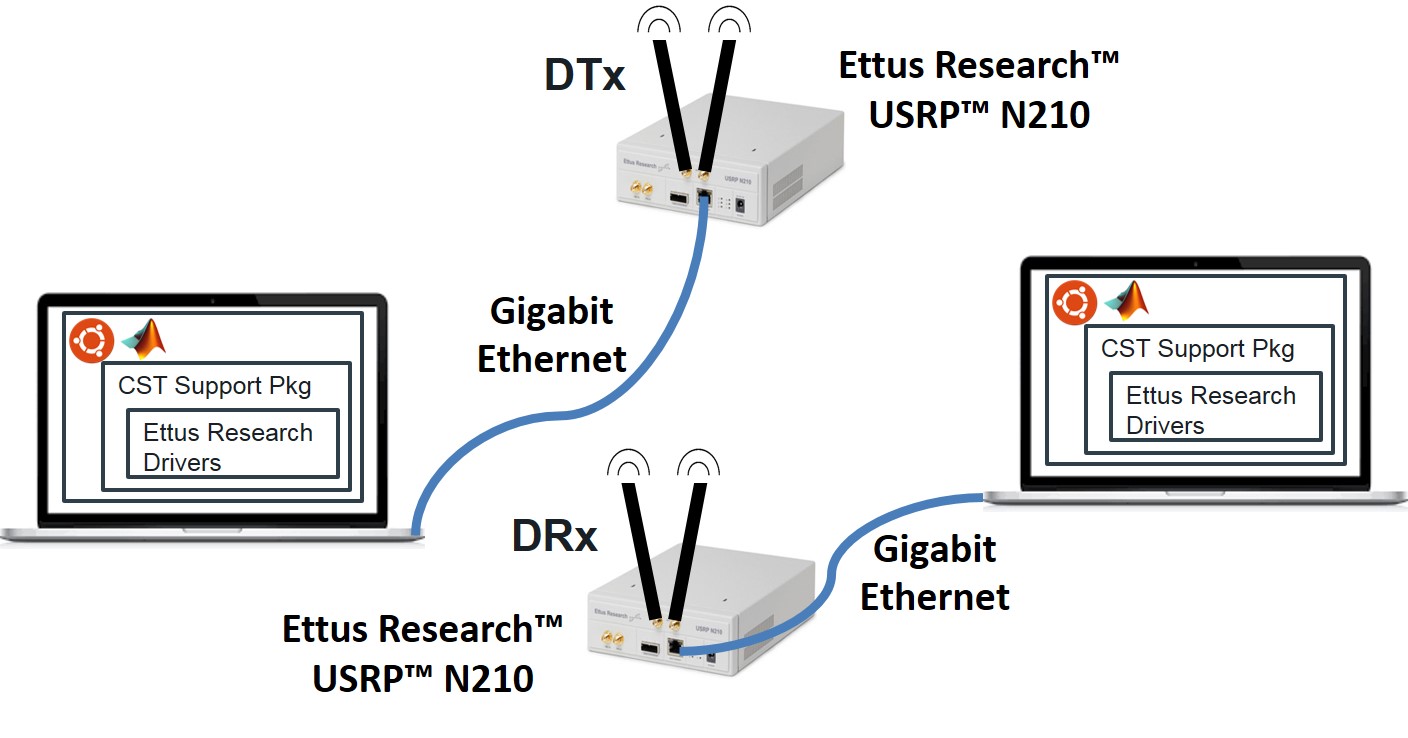 DTx
Ettus Research™
USRP™ N210
Ettus Research
USRP N210
Gigabit
Ethernet
CST Support Pkg
Ettus Research
Drivers
CST Support Pkg
Ettus Research
Drivers
DRx
Gigabit
Ethernet
Ettus Research
USRP N210
Ettus Research™
USRP™ N210